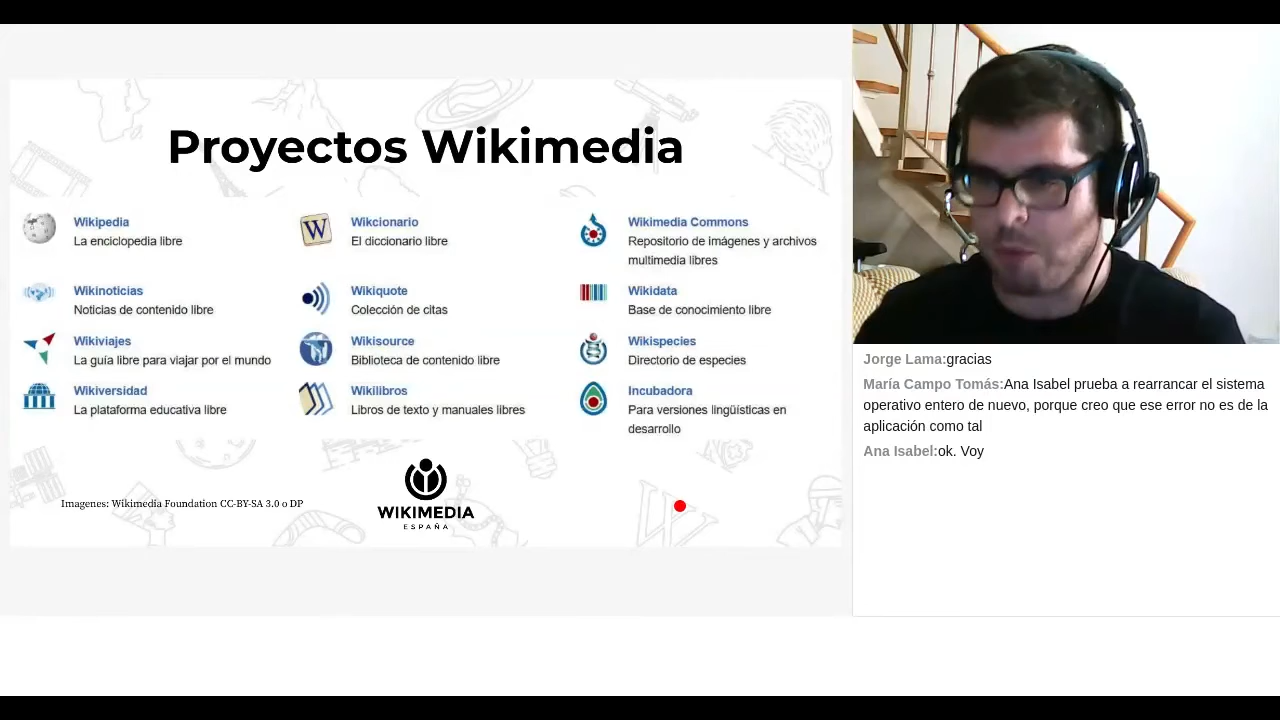 Proyectos Wikimedia
Wikipedia
La enciclopedia libre
Wikcionario
El diccionario libre
Wikimedia Commons
Repositorio de imágenes y archivos
multimedia libres
Wikinoticias
Noticias de contenido libre
Wikiquote
Colección de citas
Wikidata
Base de conocimiento libre
Wikiviajes
La guía libre para viajar por el mundo
Wikisource
Biblioteca de contenido libre
Wikispecies
Directorio de especies
Wikiversidad
La plataforma educativa libre
Wikilibros
Libros de texto y manuales libres
Incubadora
Para versiones lingüísticas en
desarrollo
Imagenes: Wikimedia Foundation CC-BY-SA 3.0 o DP
WIKIMEDIA
ESPAÑA
Jorge Lama:gracias
María Campo Tomás:Ana Isabel prueba a rearrancar el sistema
operativo entero de nuevo, porque creo que ese error no es de la
aplicación como tal
Ana Isabel:ok. Voy